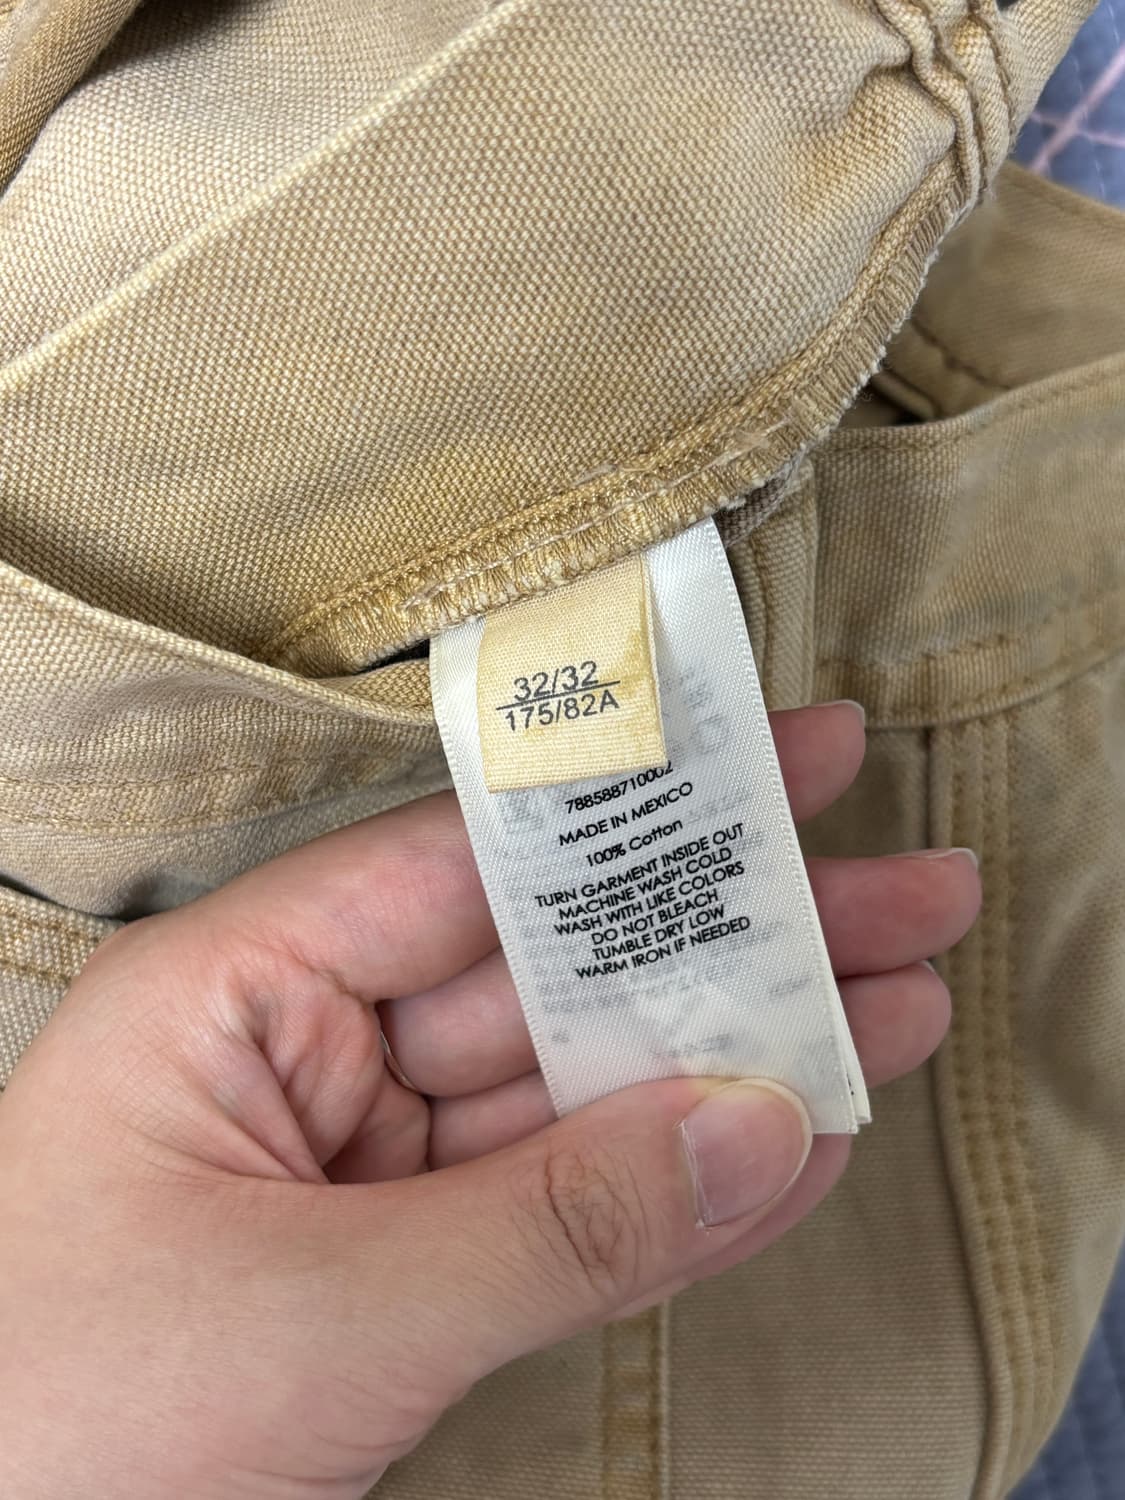 32/32
175/82A
788588710002
MADE IN MEXICO
100% Cotton
TURN GARMENT INSIDE OUT
MACHINE WASH COLD
WASH WITH LIKE COLORS
DO NOT BLEACH
TUMBLE DRY LOW
WARM IRON IF NEEDED